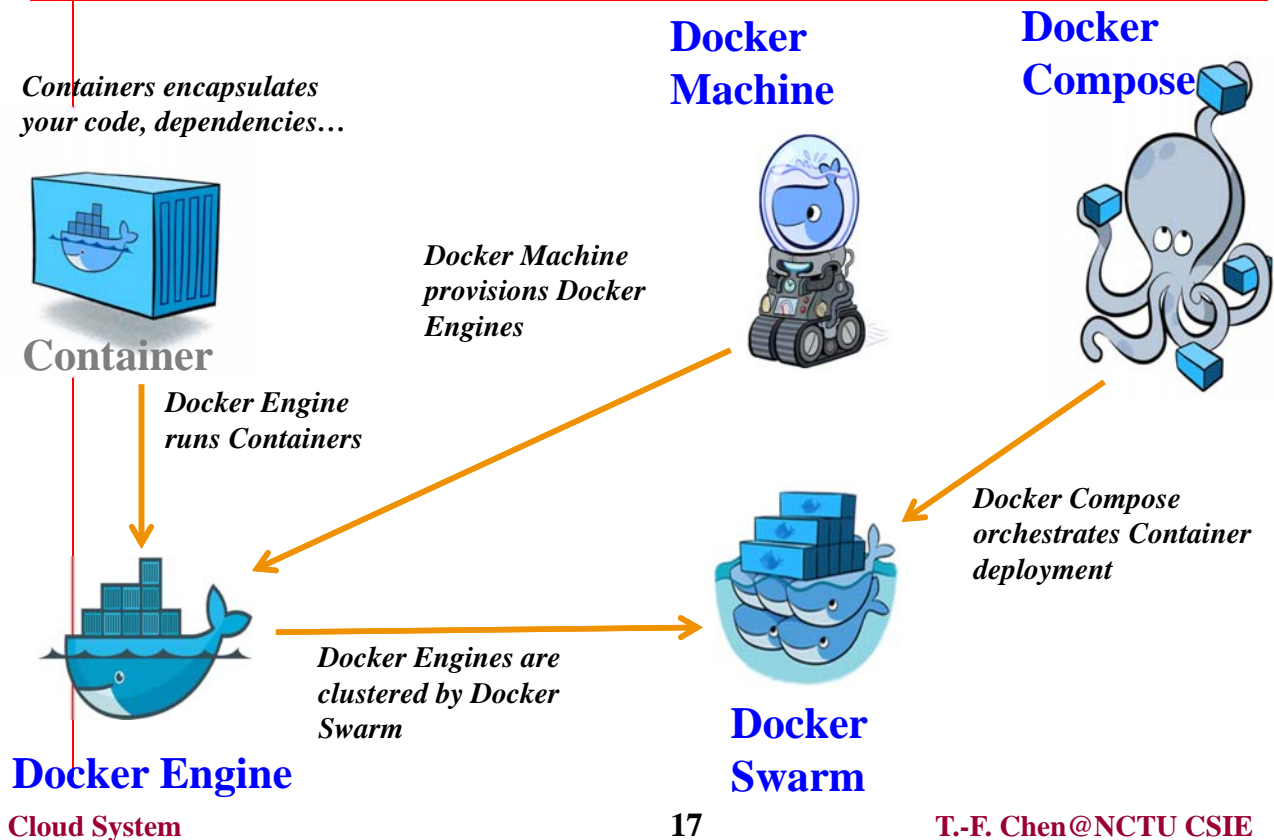 Docker
Machine
Docker
Compose
Containers encapsulates
your code, dependencies…
Container
Docker Machine
provisions Docker
Engines
Docker Engine
runs Containers
Docker Compose
orchestrates Container
deployment
Docker Engines are
clustered by Docker
Swarm
Docker
Swarm
Docker Engine
Cloud System
17
T.-F. Chen@NCTU CSIE